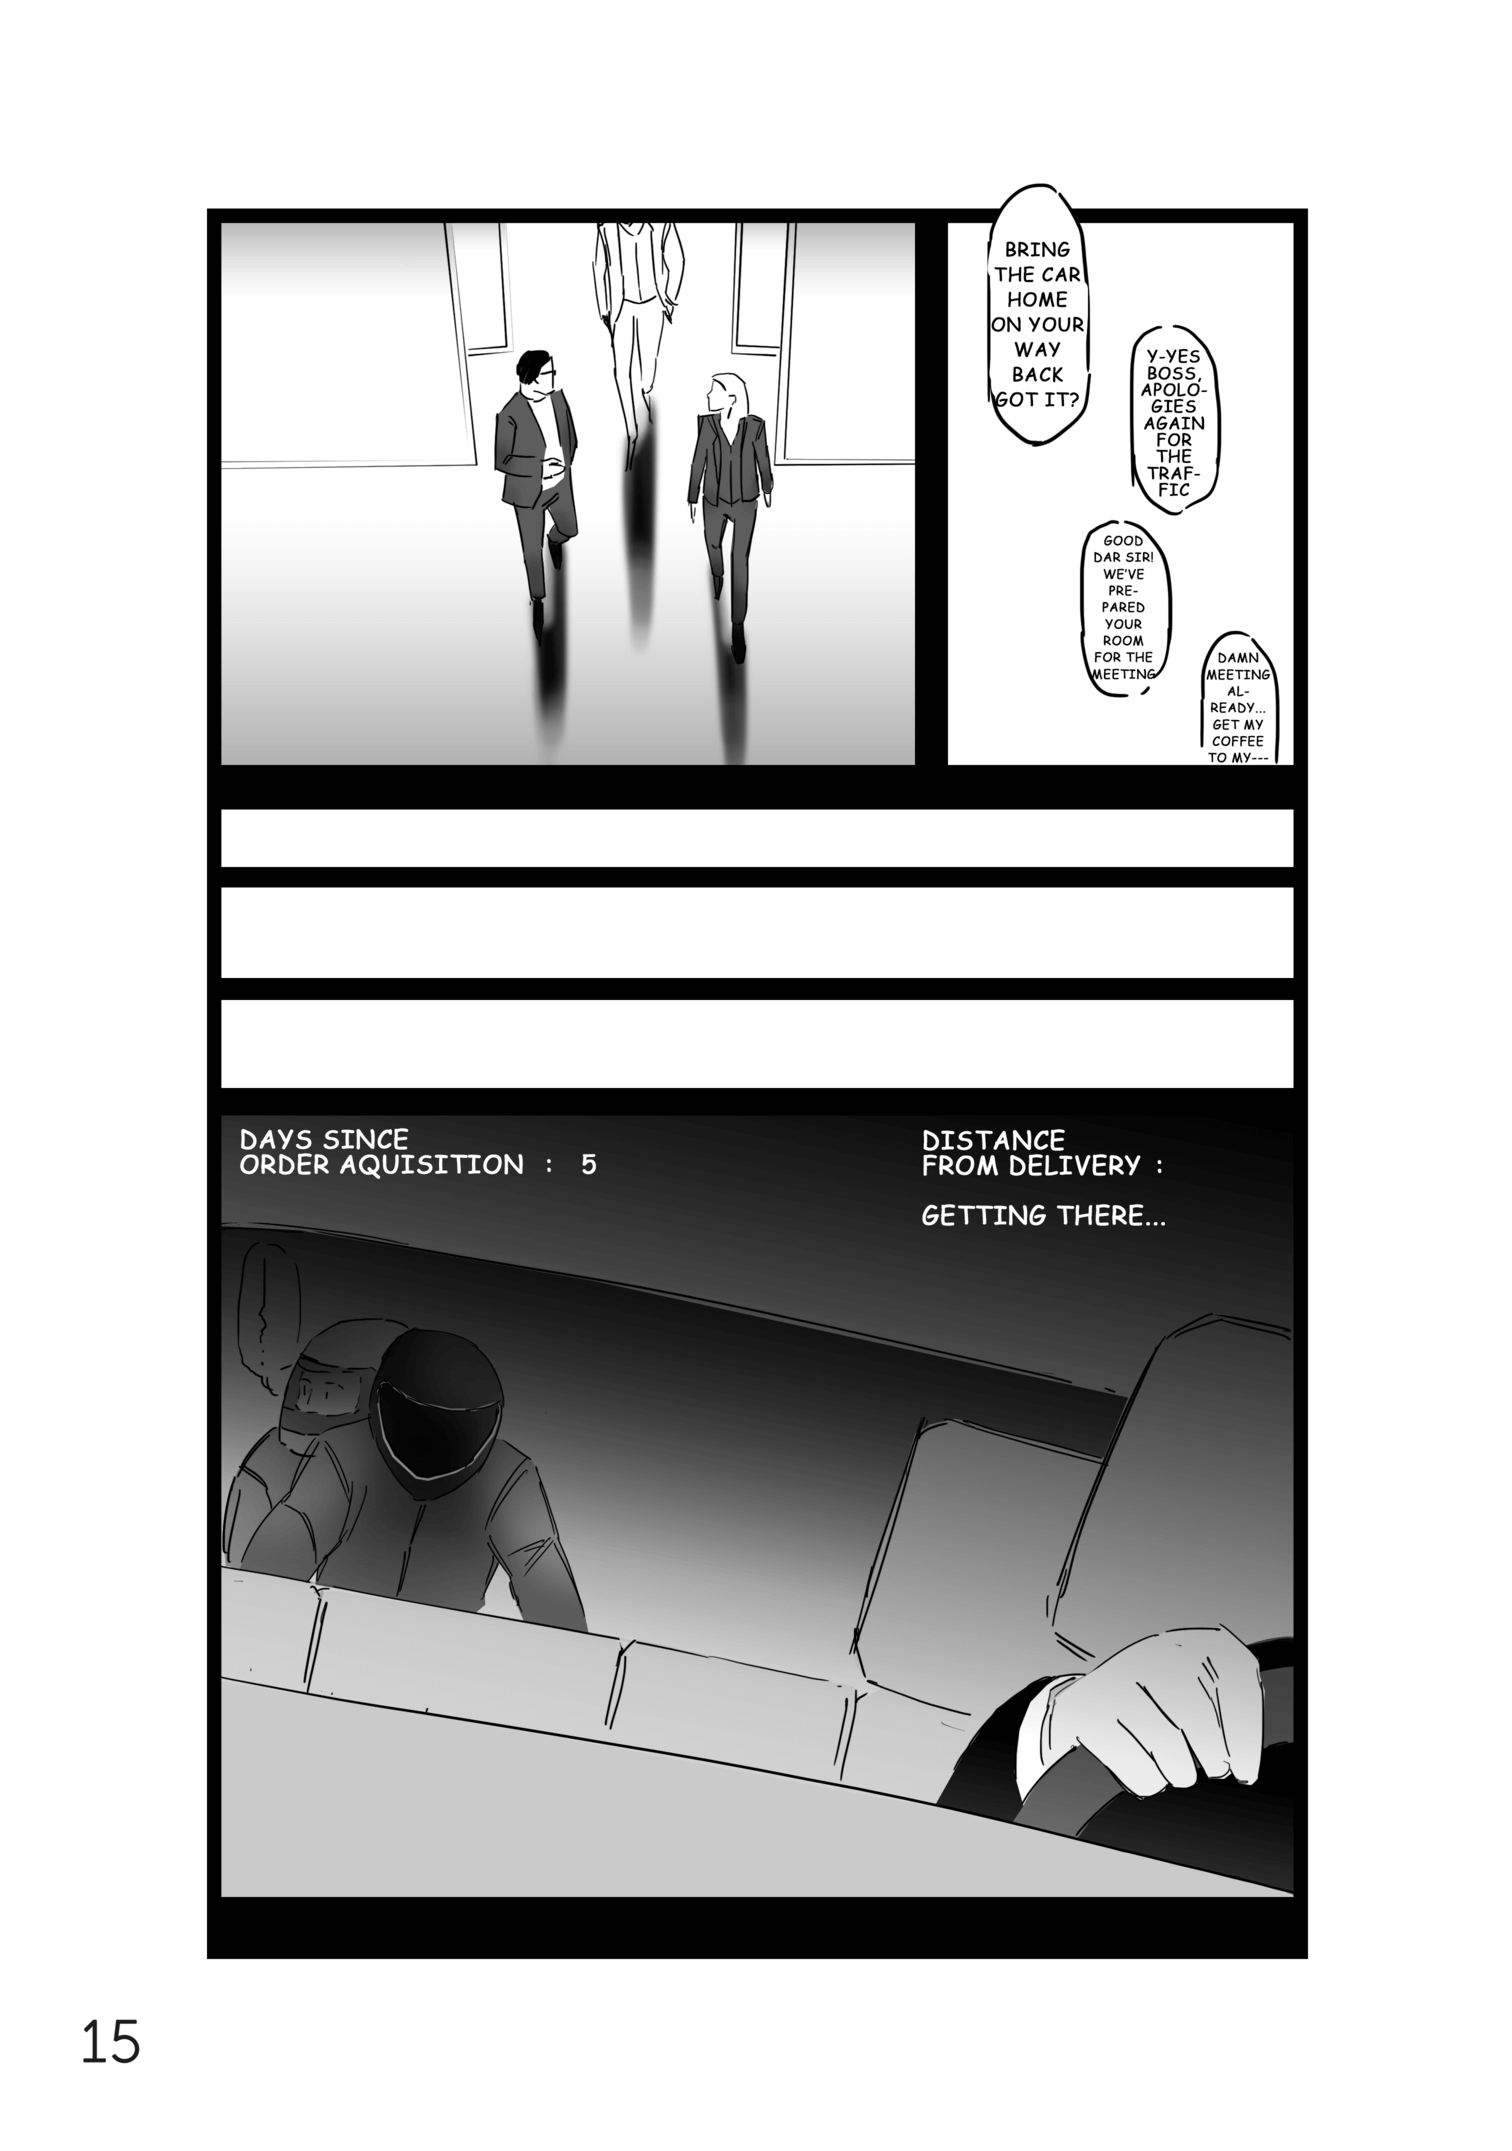 BRING
THE CAR
HOME
ON YOUR
WAY
BACK
GOT IT?
Y-YES
BOSS,
APOLO-
GIES
AGAIN
FOR
THE
TRAF-
FIC
GOOD
DAR SIR!
WE'VE
PRE-
PARED
YOUR
ROOM
FOR THE
MEETING
DAMN
MEETING
AL-
READY...
GET MY
COFFEE
TO MY---
DAYS SINCE
ORDER AQUISITION : 5
DISTANCE
FROM DELIVERY :
GETTING THERE...
15